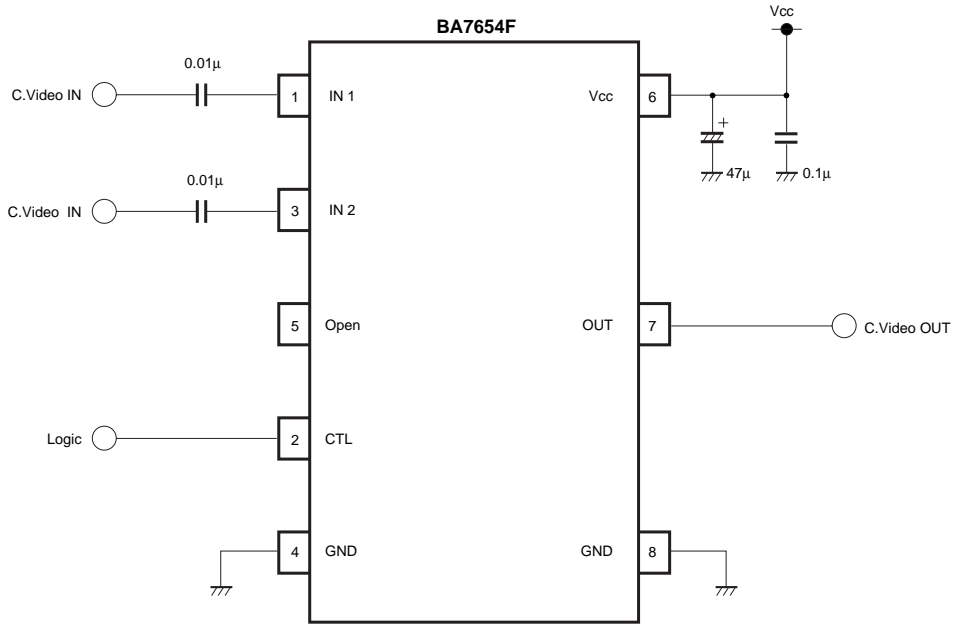 BA7654F
Vcc
0.01μ
C.Video IN
1
IN 1
Vcc
6
+
47μ
0.1μ
0.01μ
C.Video IN
3
IN 2
5
Open
OUT
7
C.Video OUT
Logic
2
CTL
4
GND
GND
8